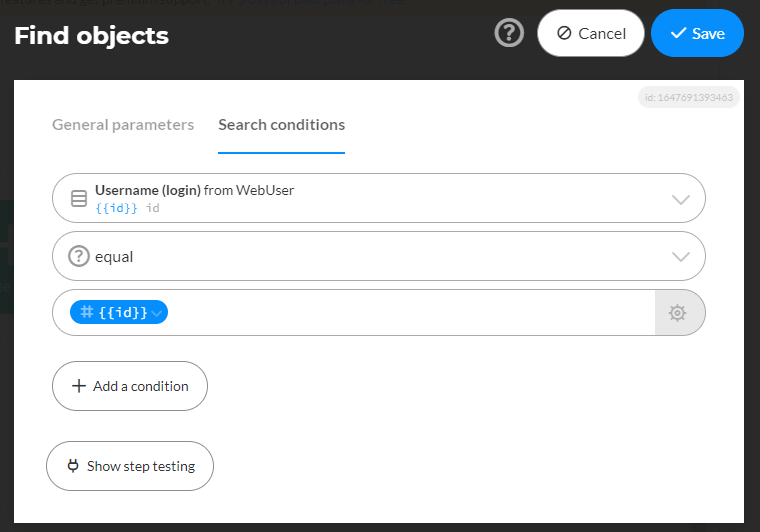 Find objects
Cancel
Save
id: 1647691393463
General parameters
Search conditions
Username (login) from WebUser
{{id}} id
equal
{{id}}
Add a condition
Show step testing